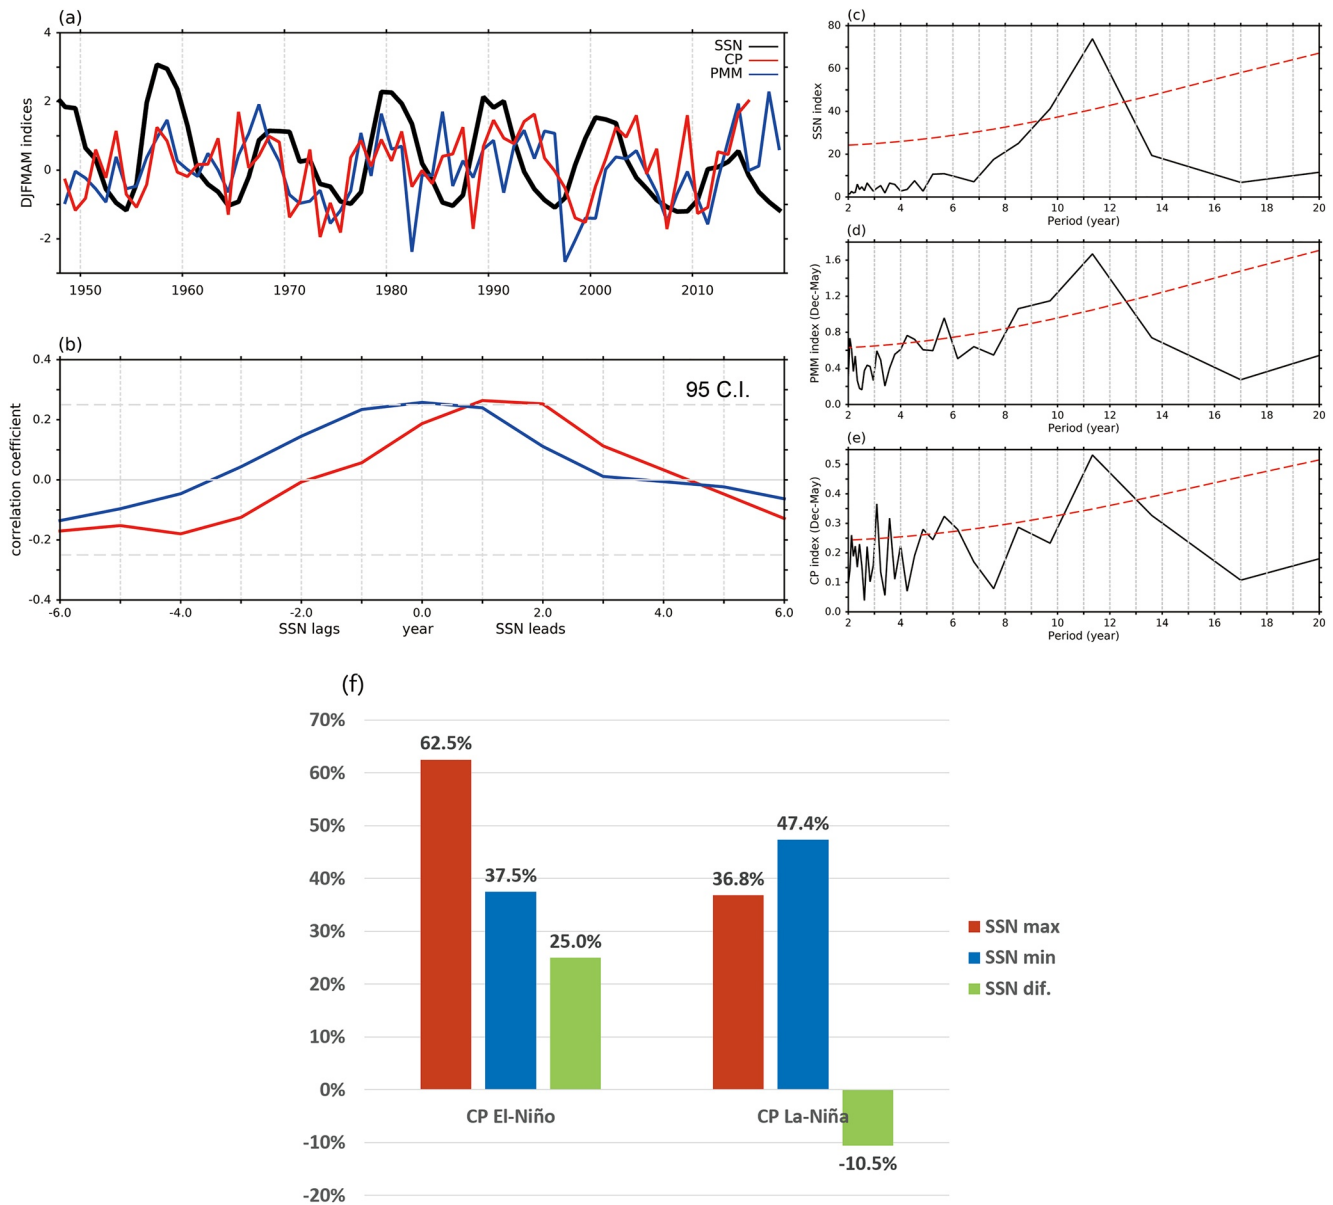 (a)
4
2
0
-2
DJFMAM indices
SSN
CP
PMM
1950 1960 1970 1980 1990 2000 2010
(b)
0.4
0.2
0.0
-0.2
-0.4
correlation coefficient
95 C.I.
-6.0 -4.0 -2.0 0.0 2.0 4.0 6.0
SSN lags year SSN leads
(c)
80
60
40
20
0
SSN index
2 4 6 8 10 12 14 16 18 20
Period (year)
(d)
1.6
1.2
0.8
0.4
0.0
PMM index (Dec-May)
2 4 6 8 10 12 14 16 18 20
Period (year)
(e)
0.5
0.4
0.3
0.2
0.1
0.0
CP index (Dec-May)
2 4 6 8 10 12 14 16 18 20
Period (year)
(f)
70%
60%
50%
40%
30%
20%
10%
0%
-10%
-20%
62.5%
37.5%
25.0%
36.8%
47.4%
-10.5%
CP El-Niño CP La-Niña
SSN max
SSN min
SSN dif.